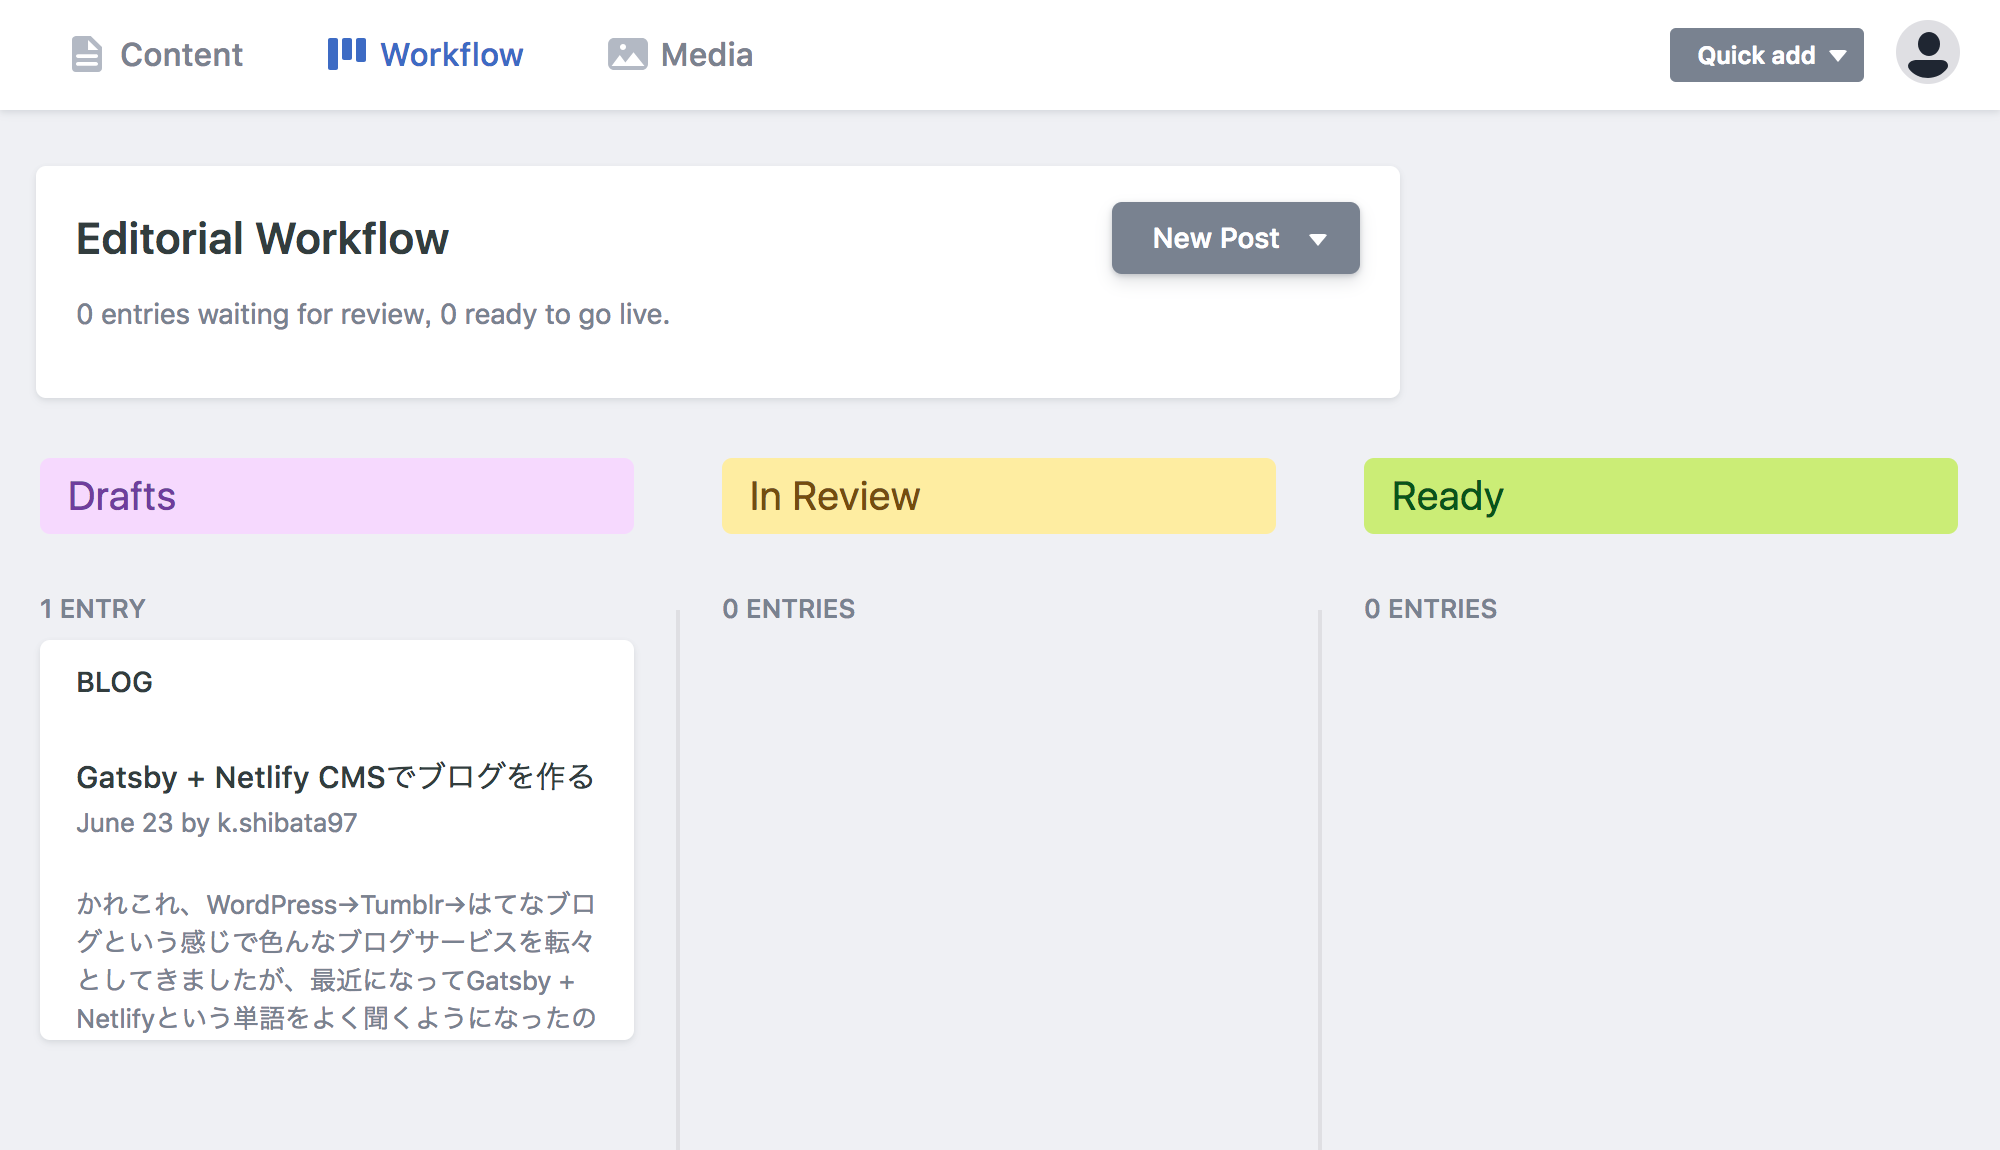 Content
Workflow
Media
Quick add
Editorial Workflow
New Post
0 entries waiting for review, 0 ready to go live.
Drafts
In Review
Ready
1 ENTRY
0 ENTRIES
0 ENTRIES
BLOG
Gatsby + Netlify CMSでブログを作る
June 23 by k.shibata97
かれこれ、WordPress→Tumblr→はてなブロ
グという感じで色んなブログサービスを転々
としてきましたが、最近になってGatsby +
Netlifyという単語をよく聞くようになったの